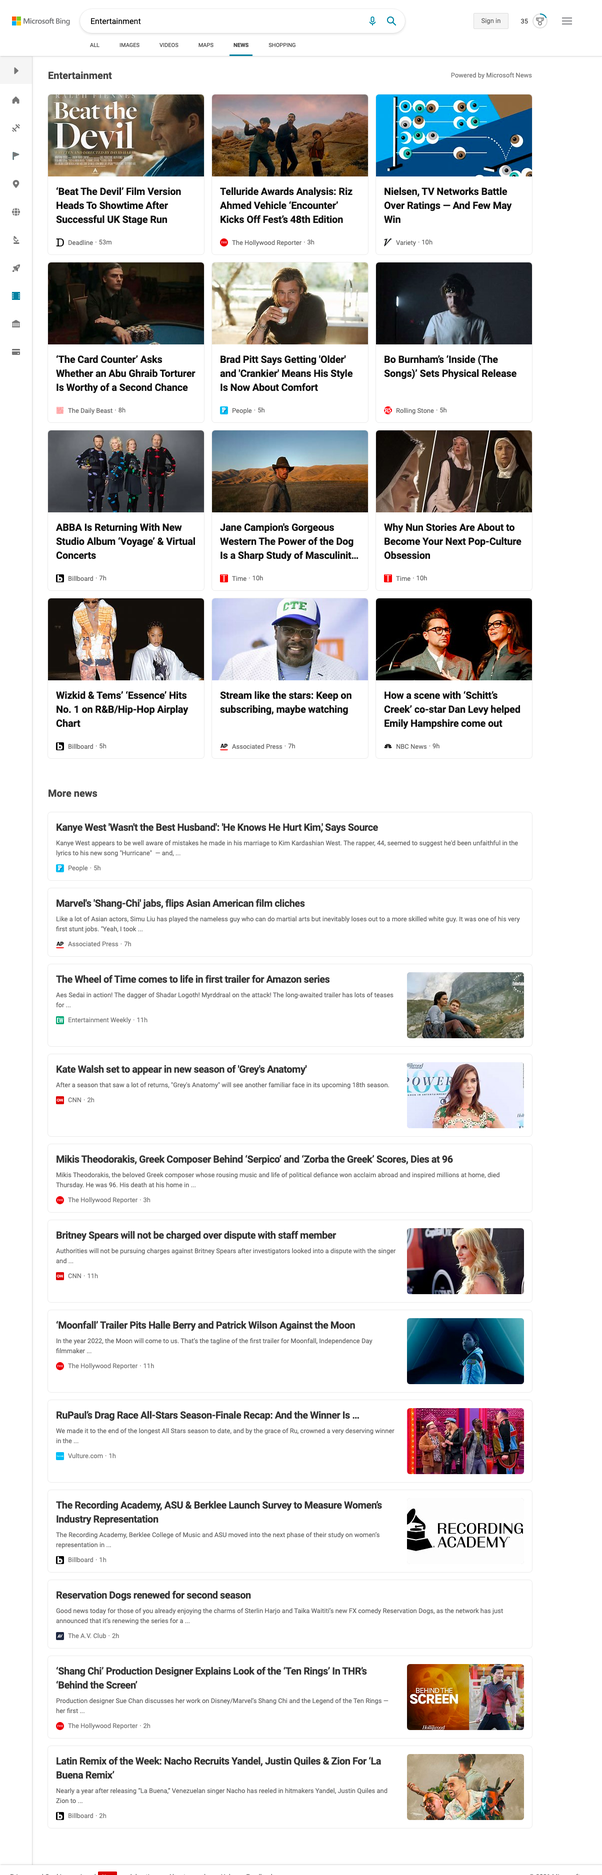 Microsoft Bing
Entertainment
Sign in
35
ALL IMAGES VIDEOS MAPS NEWS SHOPPING
Entertainment
Powered by Microsoft News
Beat the
Devil
‘Beat The Devil’ Film Version
Heads To Showtime After
Successful UK Stage Run
Deadline · 53m
Telluride Awards Analysis: Riz
Ahmed Vehicle ‘Encounter’
Kicks Off Fest’s 48th Edition
The Hollywood Reporter · 3h
Nielsen, TV Networks Battle
Over Ratings — And Few May
Win
Variety · 10h
‘The Card Counter’ Asks
Whether an Abu Ghraib Torturer
Is Worthy of a Second Chance
The Daily Beast · 8h
Brad Pitt Says Getting 'Older'
and 'Crankier' Means His Style
Is Now About Comfort
People · 5h
Bo Burnham’s ‘Inside (The
Songs)’ Sets Physical Release
Rolling Stone · 5h
ABBA Is Returning With New
Studio Album ‘Voyage’ & Virtual
Concerts
Billboard · 7h
Jane Campion’s Gorgeous
Western The Power of the Dog
Is a Sharp Study of Masculinit...
Time · 10h
Why Nun Stories Are About to
Become Your Next Pop-Culture
Obsession
Time · 10h
Wizkid & Tems’ ‘Essence’ Hits
No. 1 on R&B/Hip-Hop Airplay
Chart
Billboard · 5h
CTE
Stream like the stars: Keep on
subscribing, maybe watching
AP Associated Press · 7h
How a scene with ‘Schitt’s
Creek’ co-star Dan Levy helped
Emily Hampshire come out
NBC News · 9h
More news
Kanye West 'Wasn't the Best Husband': 'He Knows He Hurt Kim,' Says Source
Kanye West appears to be well aware of mistakes he made in his marriage to Kim Kardashian West. The rapper, 44, seemed to suggest he'd been unfaithful in the
lyrics to his new song "Hurricane" — and, ...
People · 5h
Marvel's 'Shang-Chi' jabs, flips Asian American film cliches
Like a lot of Asian actors, Simu Liu has played the nameless guy who can do martial arts but inevitably loses out to a more skilled white guy. It was one of his very
first stunt jobs. "Yeah, I took ...
AP Associated Press · 7h
The Wheel of Time comes to life in first trailer for Amazon series
Aes Sedai in action! The dagger of Shadar Logoth! Myrddraal on the attack! The long-awaited trailer has lots of teases
for ...
EW Entertainment Weekly · 11h
Kate Walsh set to appear in new season of 'Grey's Anatomy'
After a season that saw a lot of returns, "Grey's Anatomy" will see another familiar face in its upcoming 18th season.
CNN · 2h
POWER
100
Mikis Theodorakis, Greek Composer Behind ‘Serpico’ and ‘Zorba the Greek’ Scores, Dies at 96
Mikis Theodorakis, the beloved Greek composer whose rousing music and life of political defiance won acclaim abroad and inspired millions at home, died
Thursday. He was 96. His death at his home in ...
The Hollywood Reporter · 3h
Britney Spears will not be charged over dispute with staff member
Authorities will not be pursuing charges against Britney Spears after investigators looked into a dispute with the singer
and ...
CNN · 11h
‘Moonfall’ Trailer Pits Halle Berry and Patrick Wilson Against the Moon
In the year 2022, the Moon will come to us. That's the tagline of the first trailer for Moonfall, Independence Day
filmmaker ...
The Hollywood Reporter · 11h
RuPaul’s Drag Race All-Stars Season-Finale Recap: And the Winner Is ...
We made it to the end of the longest All Stars season to date, and by the grace of Ru, crowned a very deserving winner
in the ...
Vulture.com · 1h
The Recording Academy, ASU & Berklee Launch Survey to Measure Women’s
Industry Representation
The Recording Academy, Berklee College of Music and ASU moved into the next phase of their study on women's
representation in ...
Billboard · 1h
RECORDING
ACADEMY
Reservation Dogs renewed for second season
Good news today for those of you already enjoying the charms of Sterlin Harjo and Taika Waititi's new FX comedy Reservation Dogs, as the network has just
announced that it's renewing the series for a ...
The A.V. Club · 2h
‘Shang Chi’ Production Designer Explains Look of the ‘Ten Rings’ In THR’s
‘Behind the Screen’
Production designer Sue Chan discusses her work on Disney/Marvel's Shang Chi and the Legend of the Ten Rings —
her first ...
The Hollywood Reporter · 2h
BEHIND THE
SCREEN
Hollywood
Latin Remix of the Week: Nacho Recruits Yandel, Justin Quiles & Zion For ‘La
Buena Remix’
Nearly a year after releasing "La Buena," Venezuelan singer Nacho has reeled in hitmakers Yandel, Justin Quiles and
Zion to ...
Billboard · 2h